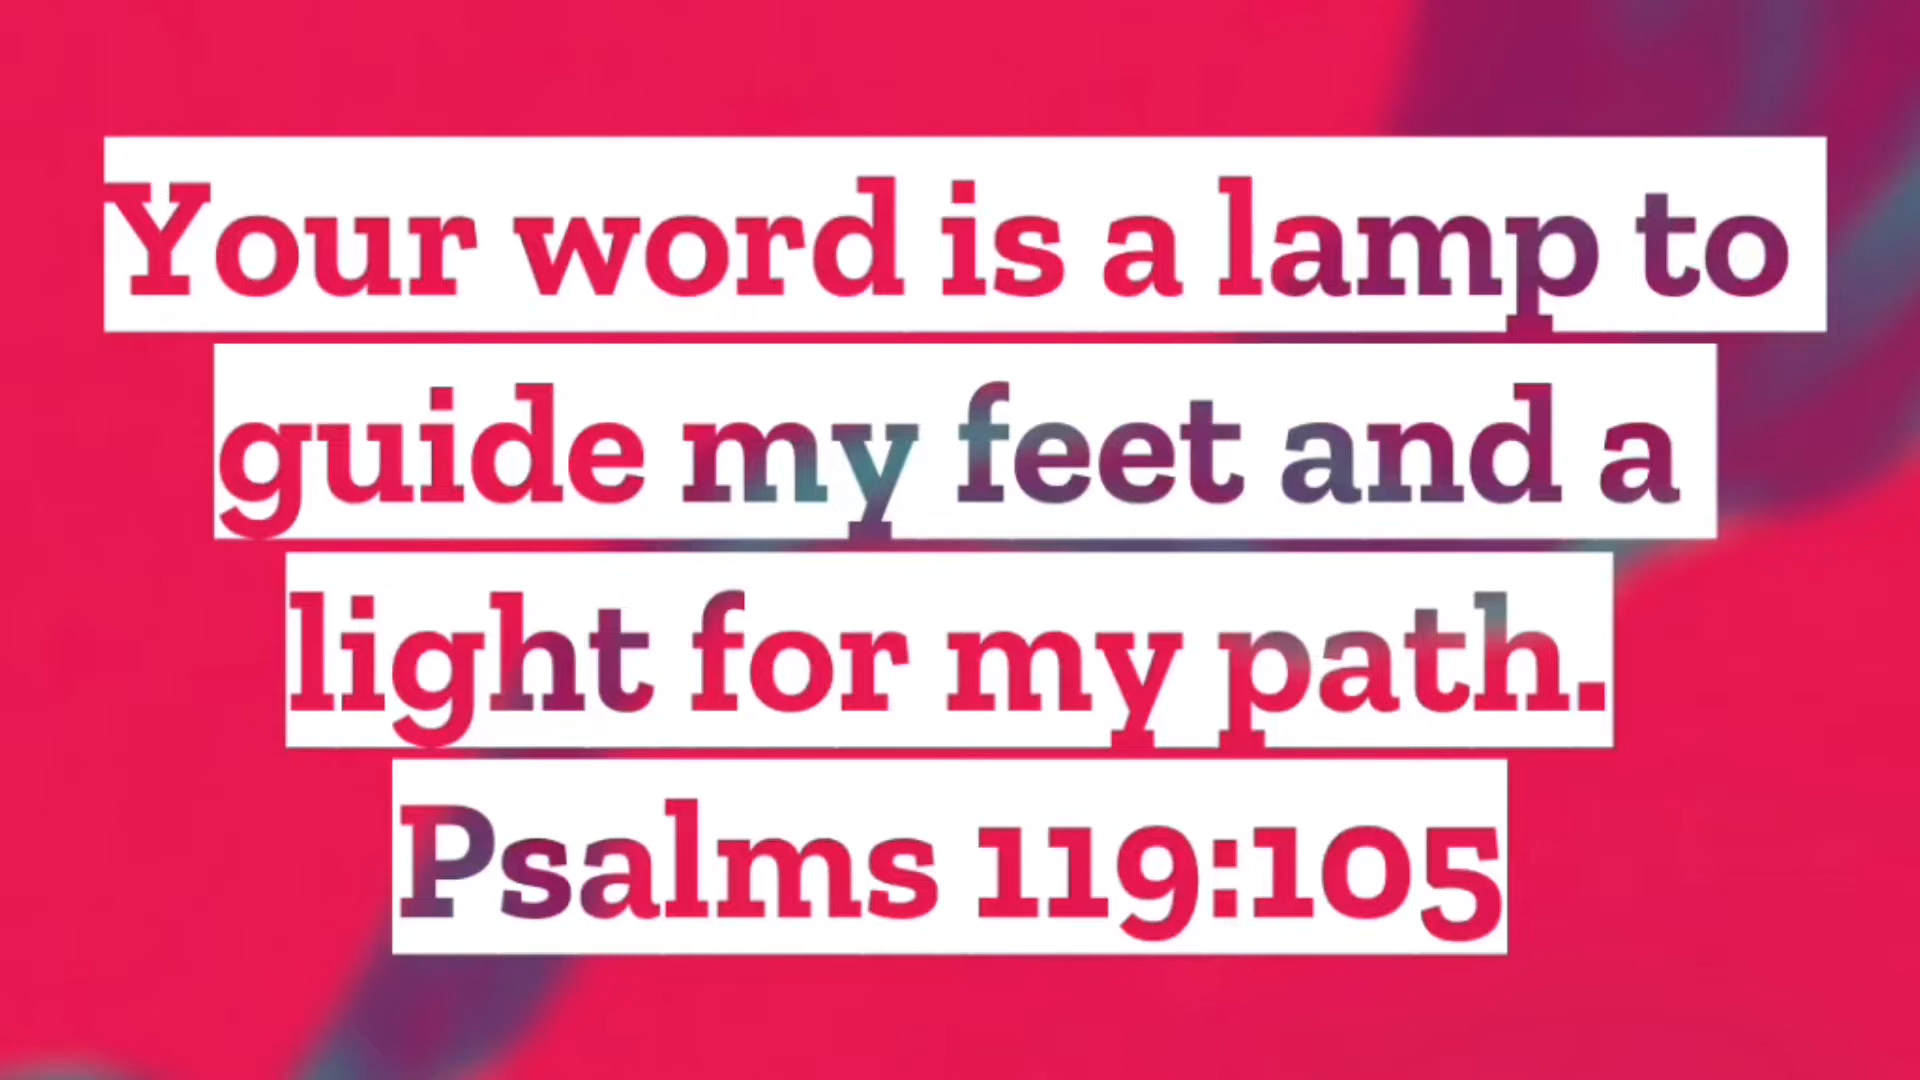 Your word is a lamp to
guide my feet and a
light for my path.
Psalms 119:105